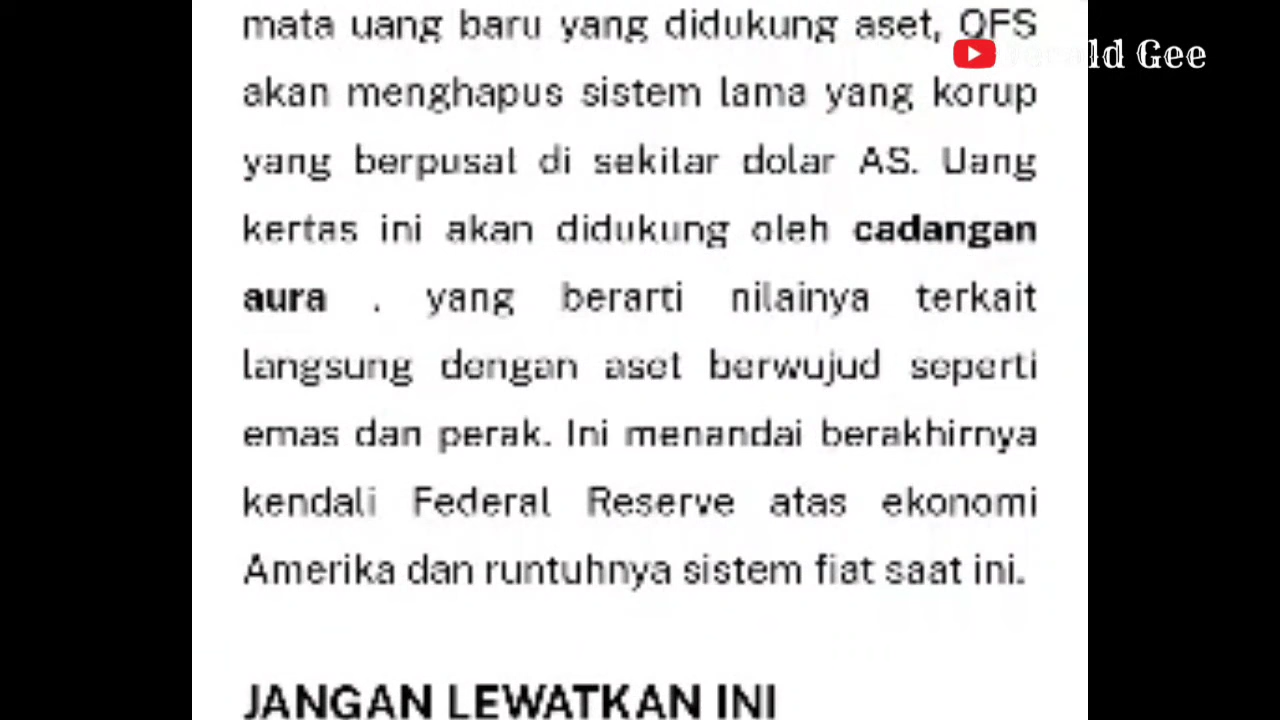 mata uang baru yang didukung aset, QFS
ald Gee
akan menghapus sistem lama yang korup
yang berpusat di sekitar dolar AS. Uang
kertas ini akan didukung oleh cadangan
aura . yang berarti nilainya terkait
langsung dengan aset berwujud seperti
emas dan perak. Ini menandai berakhirnya
kendali Federal Reserve atas ekonomi
Amerika dan runtuhnya sistem fiat saat ini.
JANGAN LEWATKAN INI